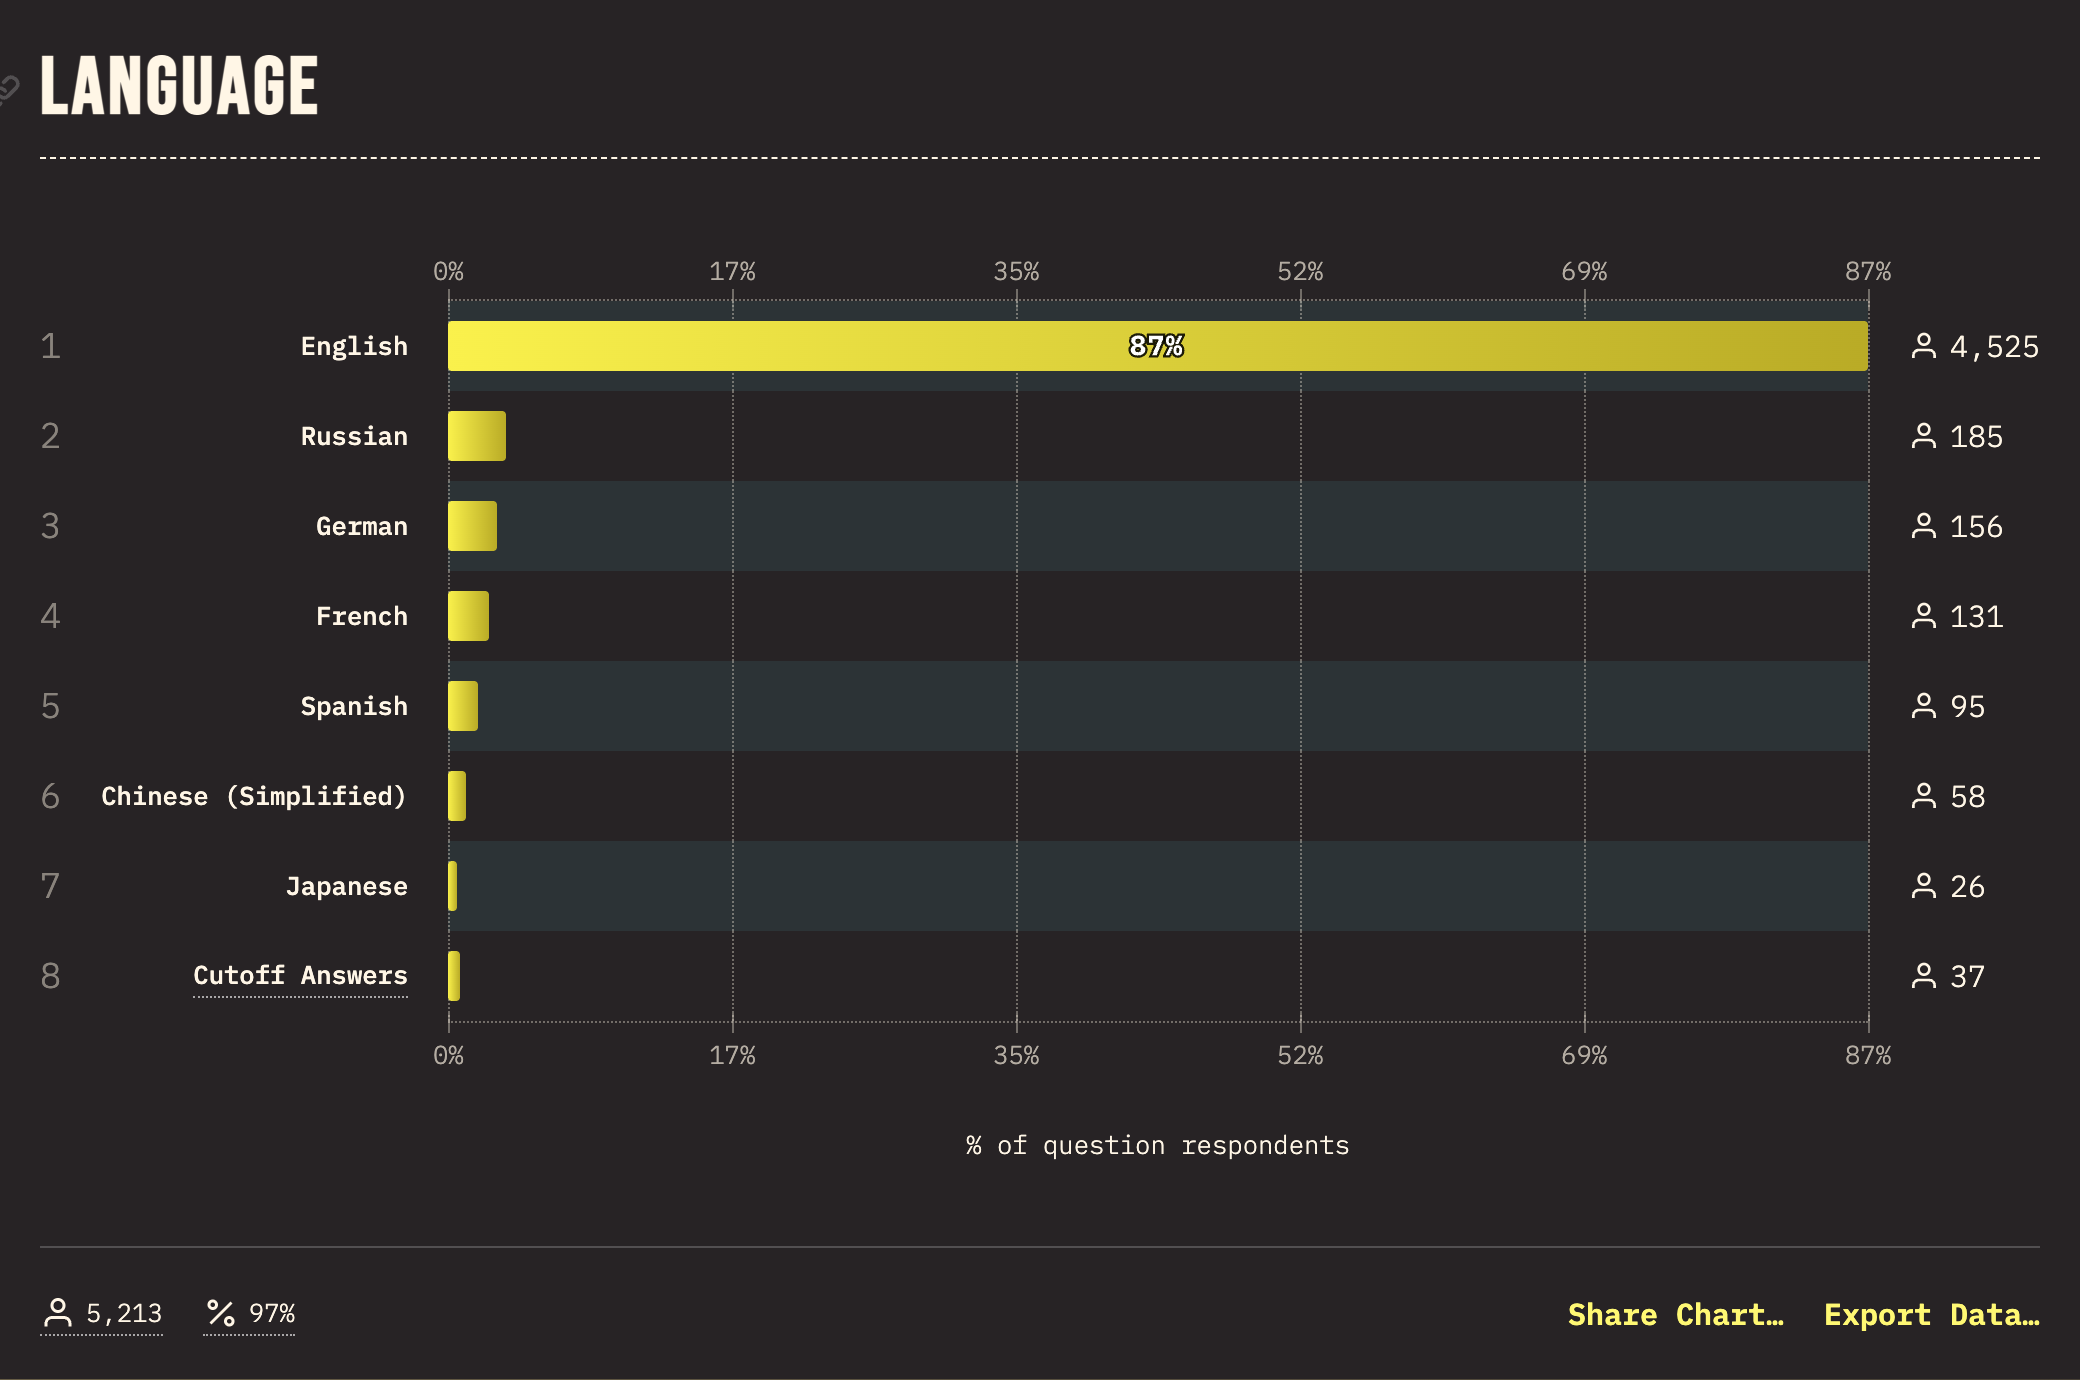 LANGUAGE
0% 17% 35% 52% 69% 87%
1 English 87% 4,525
2 Russian 185
3 German 156
4 French 131
5 Spanish 95
6 Chinese (Simplified) 58
7 Japanese 26
8 Cutoff Answers 37
0% 17% 35% 52% 69% 87%
% of question respondents
5,213 % 97% Share Chart… Export Data…